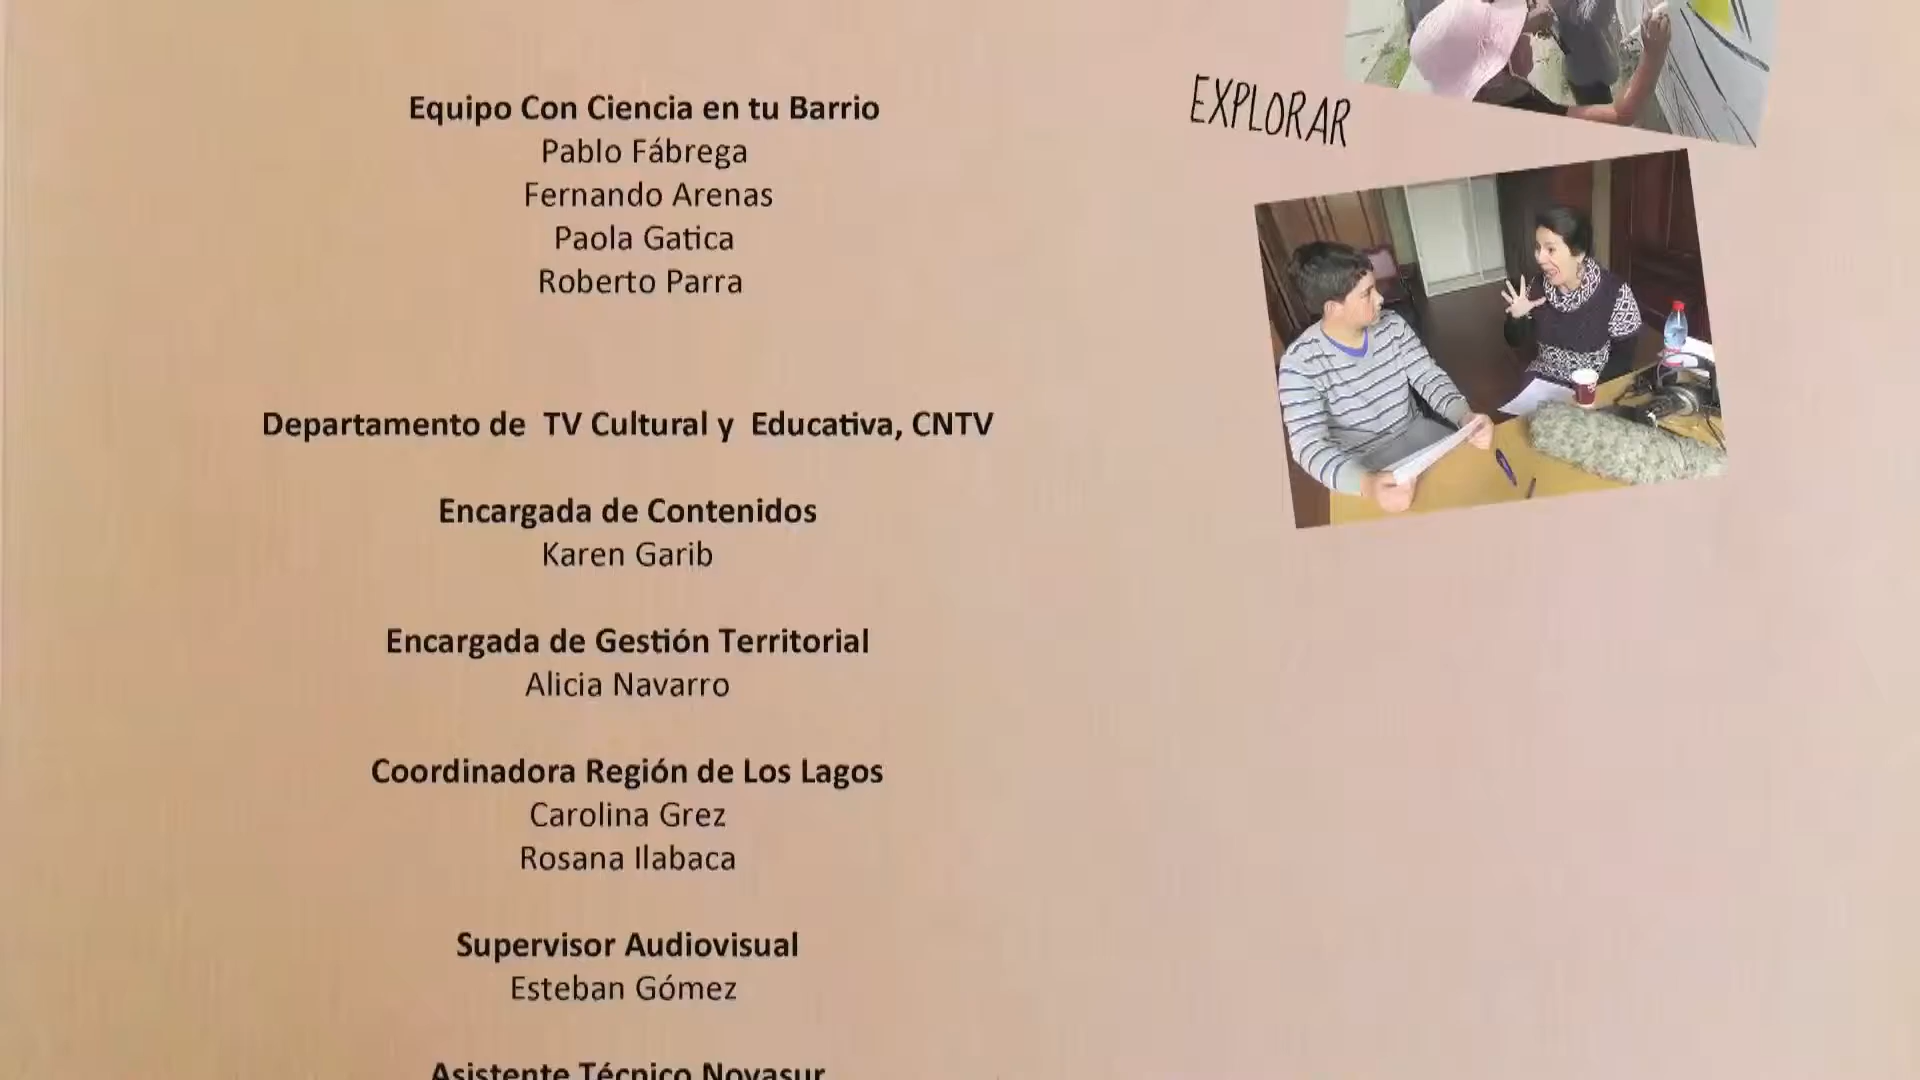 Equipo Con Ciencia en tu Barrio
Pablo Fábrega
Fernando Arenas
Paola Gatica
Roberto Parra
EXPLORAR
Departamento de TV Cultural y Educativa, CNTV
Encargada de Contenidos
Karen Garib
Encargada de Gestión Territorial
Alicia Navarro
Coordinadora Región de Los Lagos
Carolina Grez
Rosana Ilabaca
Supervisor Audiovisual
Esteban Gómez
Asistente Técnico Novasur